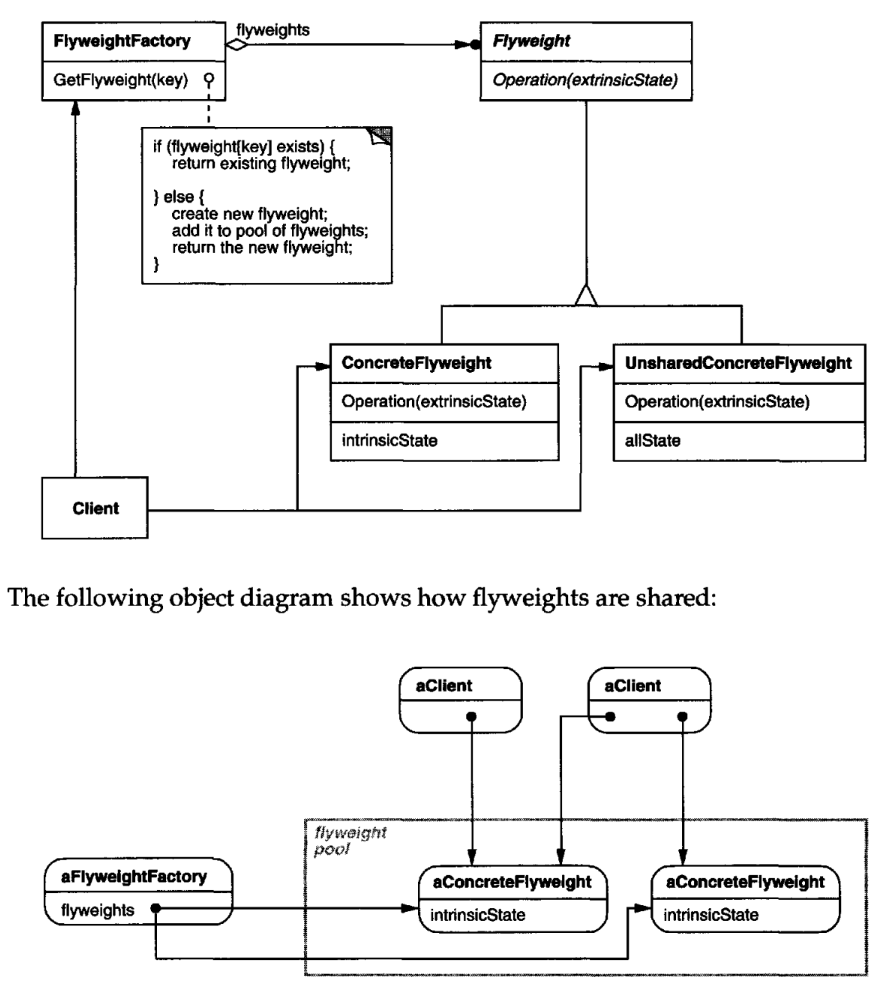 flyweights
FlyweightFactory
GetFlyweight(key)
Flyweight
Operation(extrinsicState)
if (flyweight[key] exists) {
return existing flyweight;
} else {
create new flyweight;
add it to pool of flyweights;
return the new flyweight;
}
ConcreteFlyweight
Operation(extrinsicState)
intrinsicState
UnsharedConcreteFlyweight
Operation(extrinsicState)
allState
Client
The following object diagram shows how flyweights are shared:
aClient
aClient
flyweight
pool
aFlyweightFactory
flyweights
aConcreteFlyweight
intrinsicState
aConcreteFlyweight
intrinsicState